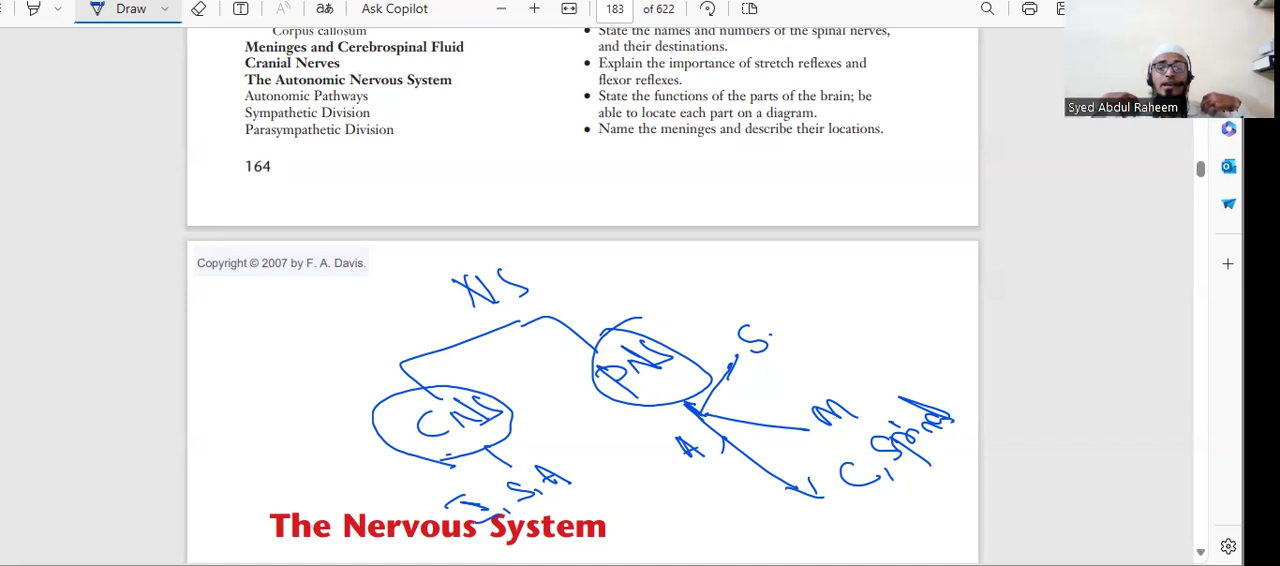 Draw
Ask Copilot
183 of 622
Corpus callosum
Meninges and Cerebrospinal Fluid
Cranial Nerves
The Autonomic Nervous System
Autonomic Pathways
Sympathetic Division
Parasympathetic Division
164
• State the names and numbers of the spinal nerves,
and their destinations.
• Explain the importance of stretch reflexes and
flexor reflexes.
• State the functions of the parts of the brain; be
able to locate each part on a diagram.
• Name the meninges and describe their locations.
Syed Abdul Raheem
Copyright © 2007 by F. A. Davis.
NS
PNS
S.
CNS
M
A
C, Spinal
S, A
The Nervous System